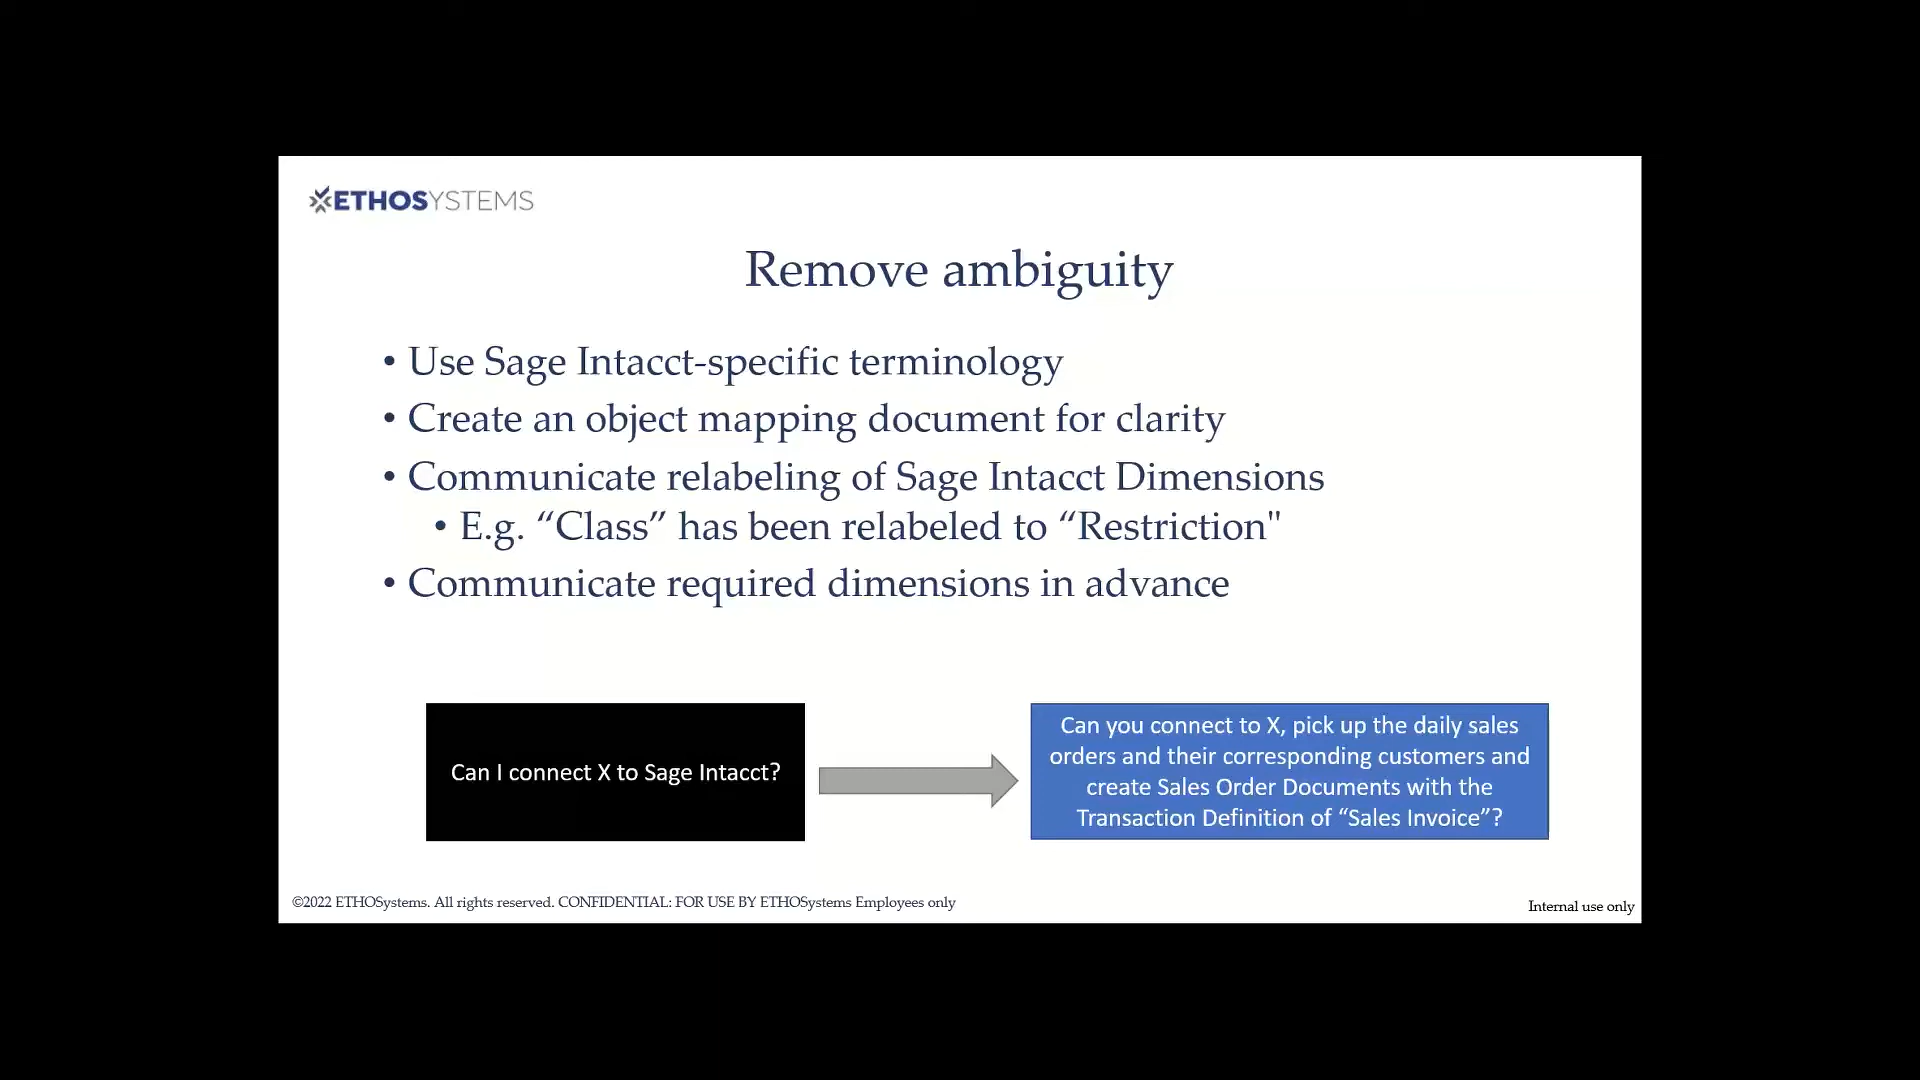 ETHOSYSTEMS
Remove ambiguity
• Use Sage Intacct-specific terminology
• Create an object mapping document for clarity
• Communicate relabeling of Sage Intacct Dimensions
• E.g. “Class” has been relabeled to “Restriction"
• Communicate required dimensions in advance
Can I connect X to Sage Intacct?
Can you connect to X, pick up the daily sales
orders and their corresponding customers and
create Sales Order Documents with the
Transaction Definition of “Sales Invoice”?
©2022 ETHOSystems. All rights reserved. CONFIDENTIAL: FOR USE BY ETHOSystems Employees only
Internal use only